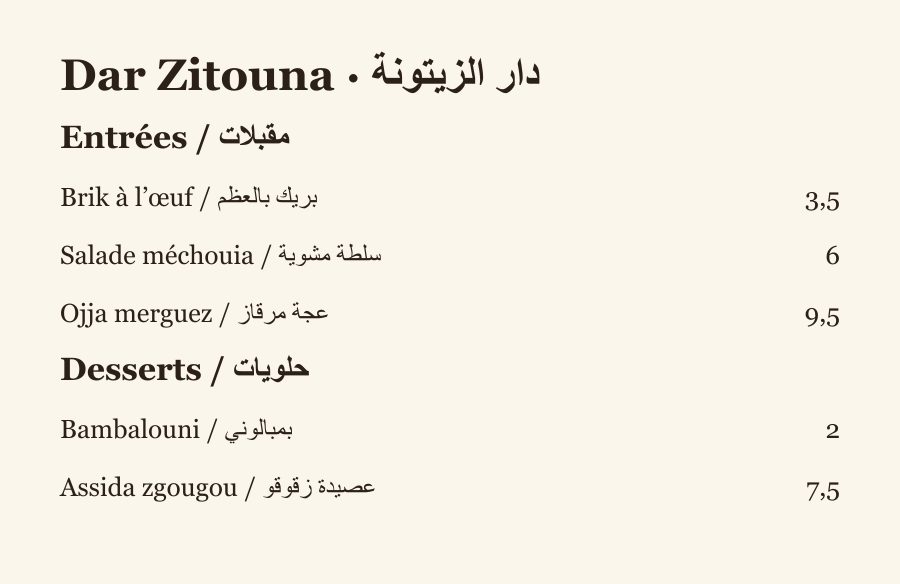 Dar Zitouna • دار الزيتونة
Entrées / مقبلات
Brik à l’œuf / بريك بالعظم 3,5
Salade méchouia / سلطة مشوية 6
Ojja merguez / عجة مرقاز 9,5
Desserts / حلويات
Bambalouni / بمبالوني 2
Assida zgougou / عصيدة زقوقو 7,5